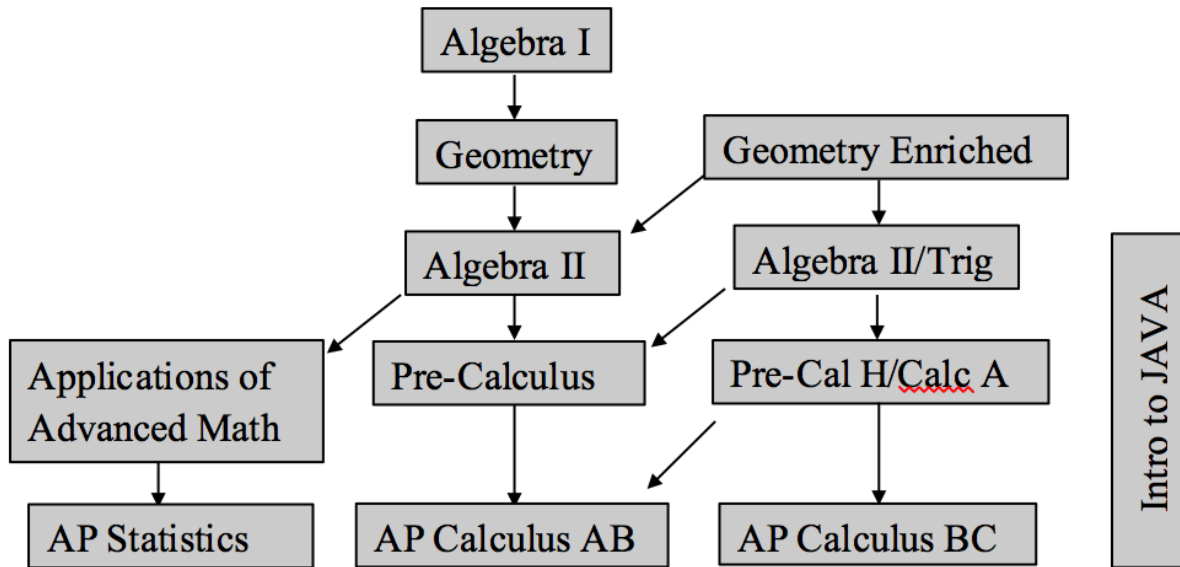 Algebra I
Geometry
Geometry Enriched
Algebra II
Algebra II/Trig
Applications of
Advanced Math
Pre-Calculus
Pre-Cal H/Calc A
Intro to JAVA
AP Statistics
AP Calculus AB
AP Calculus BC